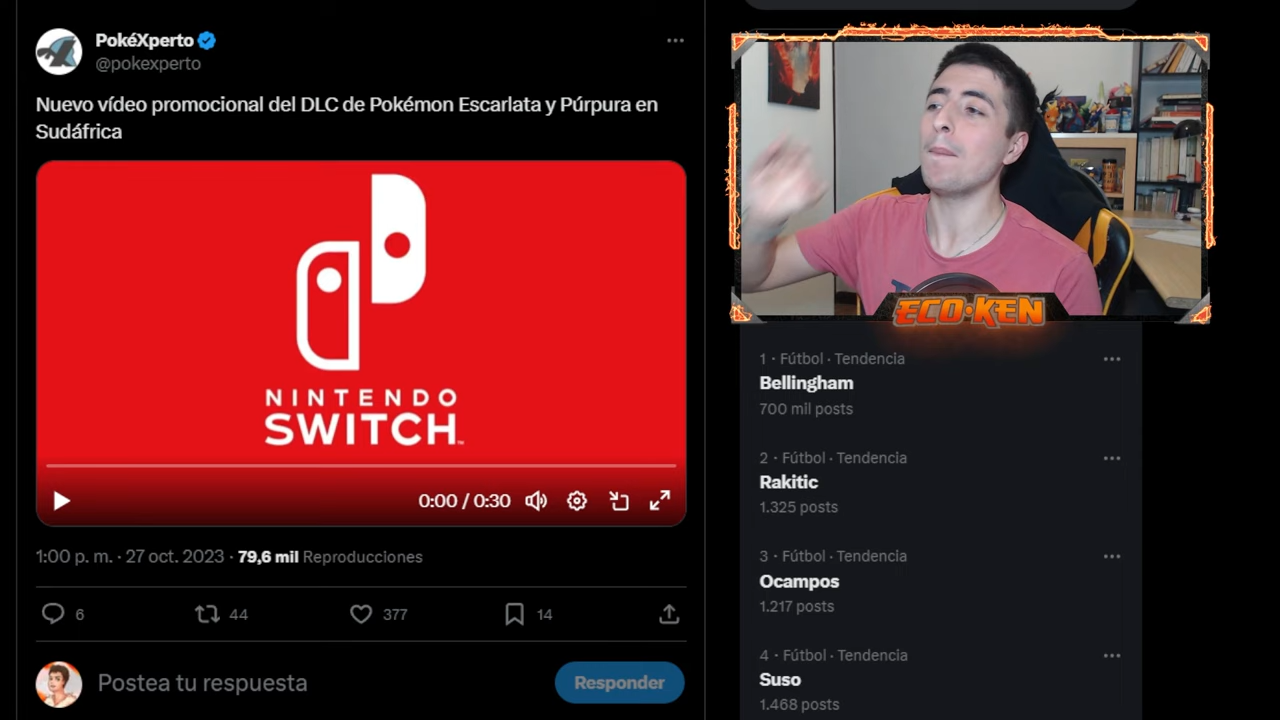 PokéXperto
@pokexperto
Nuevo vídeo promocional del DLC de Pokémon Escarlata y Púrpura en
Sudáfrica
NINTENDO
SWITCH
TM
0:00 / 0:30
1:00 p. m. · 27 oct. 2023 · 79,6 mil Reproducciones
6
44
377
14
Postea tu respuesta
Responder
ECO·KEN
1 · Fútbol · Tendencia
Bellingham
700 mil posts
2 · Fútbol · Tendencia
Rakitic
1.325 posts
3 · Fútbol · Tendencia
Ocampos
1.217 posts
4 · Fútbol · Tendencia
Suso
1.468 posts